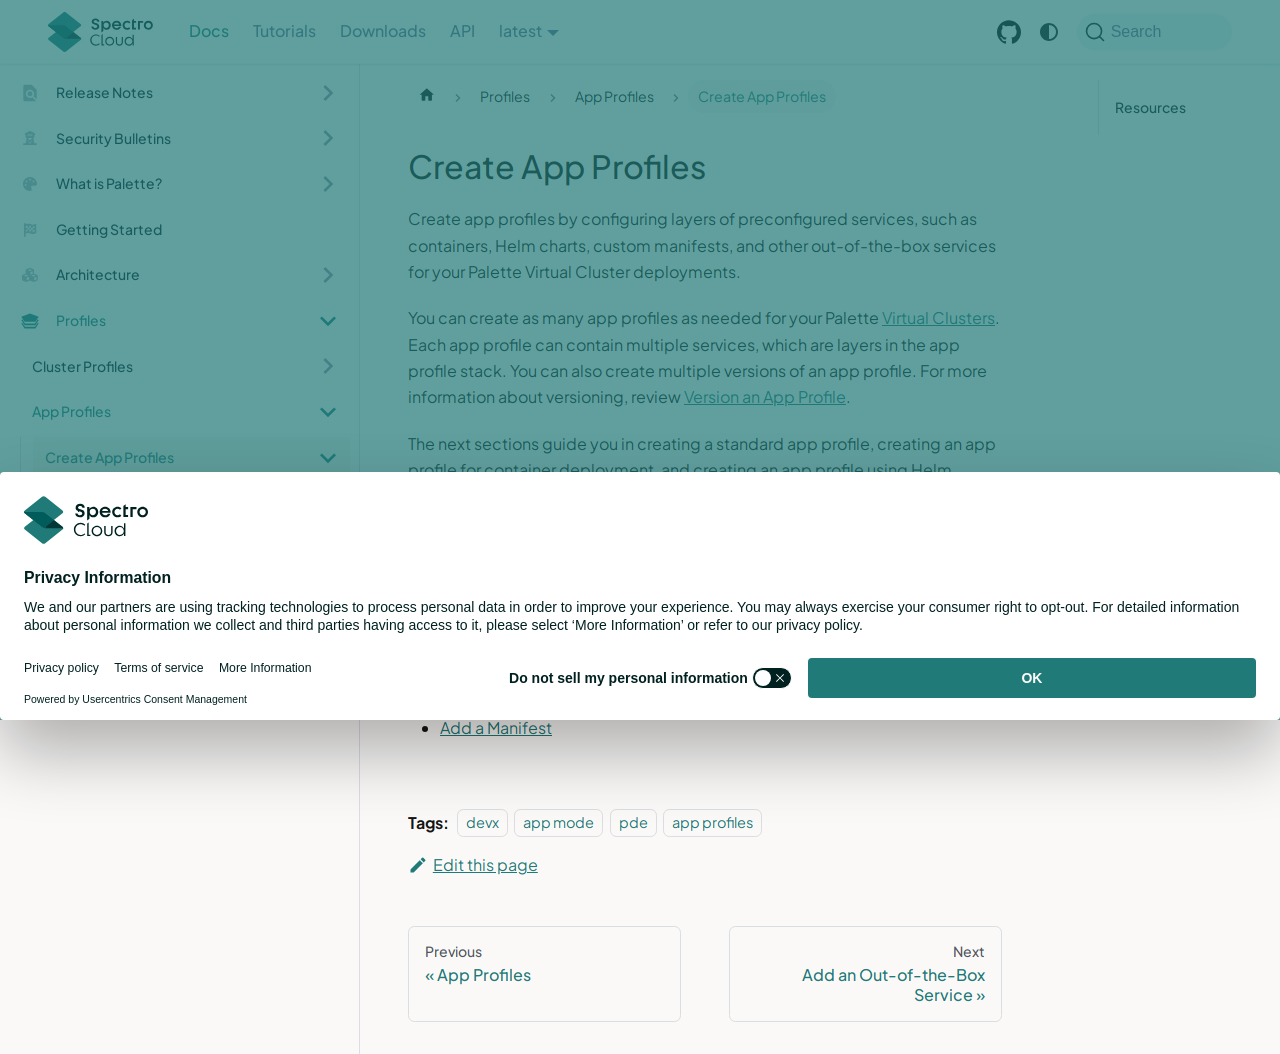 Spectro Cloud
Docs Tutorials Downloads API latest Search
Release Notes
Security Bulletins
What is Palette?
Getting Started
Architecture
Profiles
Cluster Profiles
App Profiles
Create App Profiles
Profiles App Profiles Create App Profiles
Resources
Create App Profiles
Create app profiles by configuring layers of preconfigured services, such as
containers, Helm charts, custom manifests, and other out-of-the-box services
for your Palette Virtual Cluster deployments.
You can create as many app profiles as needed for your Palette Virtual Clusters.
Each app profile can contain multiple services, which are layers in the app
profile stack. You can also create multiple versions of an app profile. For more
information about versioning, review Version an App Profile.
The next sections guide you in creating a standard app profile, creating an app
profile for container deployment, and creating an app profile using Helm
Spectro
Cloud
Privacy Information
We and our partners are using tracking technologies to process personal data in order to improve your experience. You may always exercise your consumer right to opt-out. For detailed information
about personal information we collect and third parties having access to it, please select ‘More Information’ or refer to our privacy policy.
Privacy policy Terms of service More Information
Do not sell my personal information
OK
Powered by Usercentrics Consent Management
Add a Manifest
Tags: devx app mode pde app profiles
Edit this page
Previous
« App Profiles
Next
Add an Out-of-the-Box
Service »